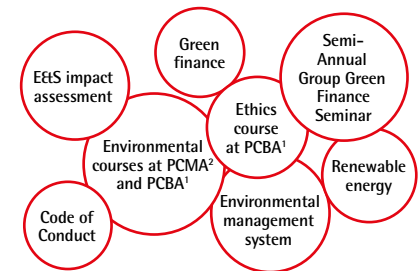 Green
finance
Semi-
Annual
Group Green
Finance
Seminar
E&S impact
assessment
Ethics
course
at PCBA¹
Environmental
courses at PCMA²
and PCBA¹
Renewable
energy
Code of
Conduct
Environmental
management
system